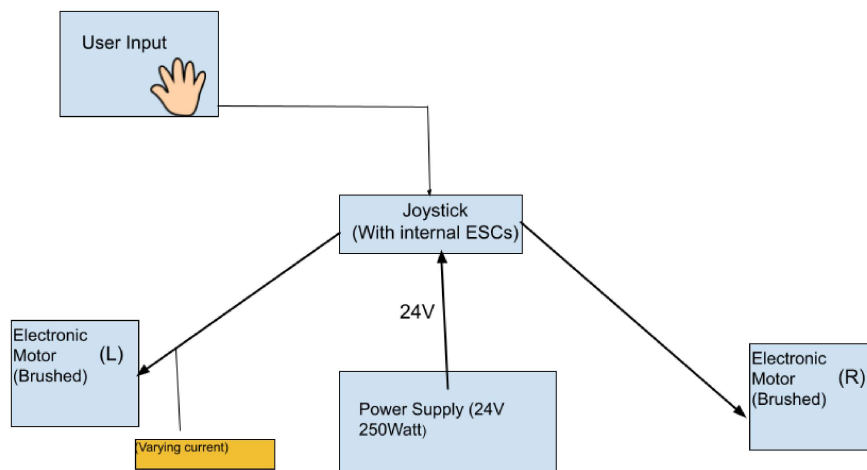 User Input
Joystick
(With internal ESCs)
24V
Electronic
Motor (L)
(Brushed)
Electronic
Motor (R)
(Brushed)
Power Supply (24V
250Watt)
(Varying current)